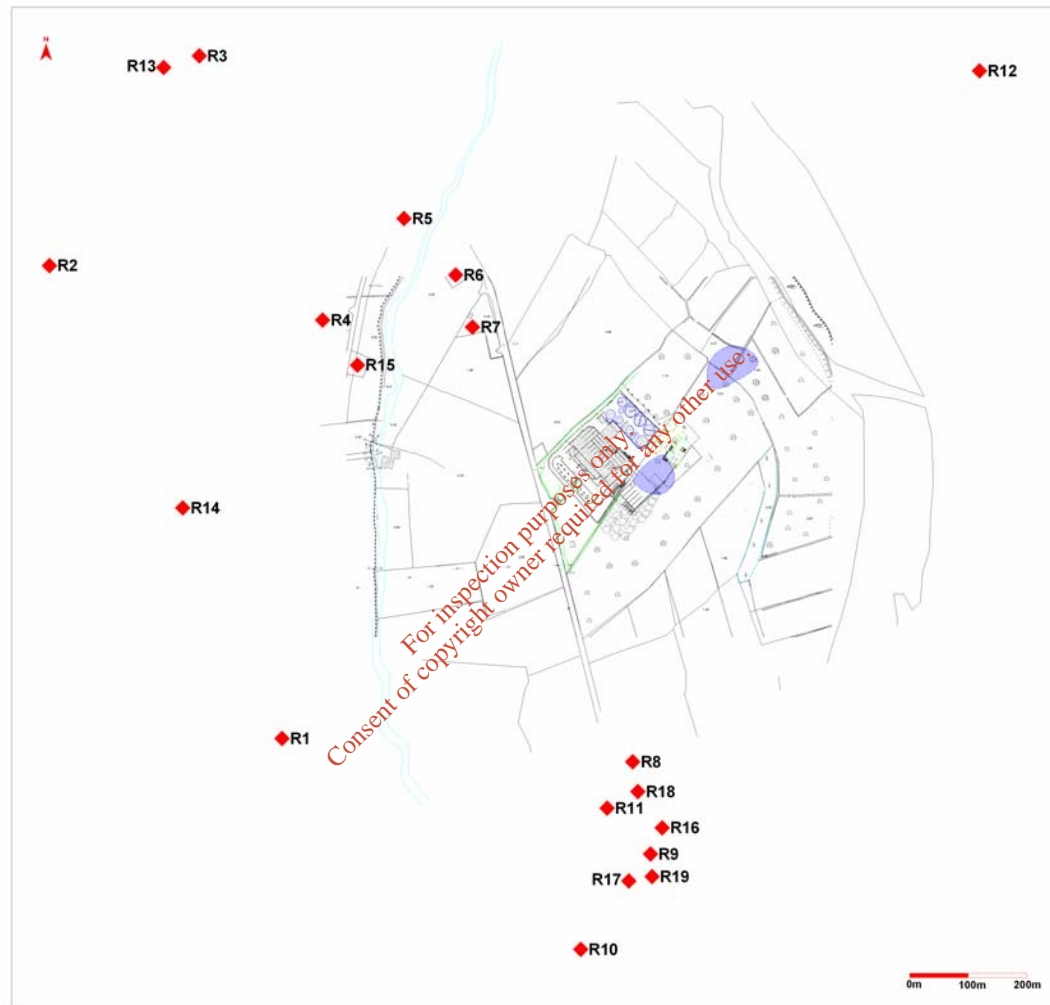 N
R3
R13
R12
R5
R2
R6
R4
R7
R15
R14
For inspection purposes only.
Consent of copyright owner required for any other use.
R1
R8
R18
R11
R16
R9
R17
R19
R10
0m 100m 200m